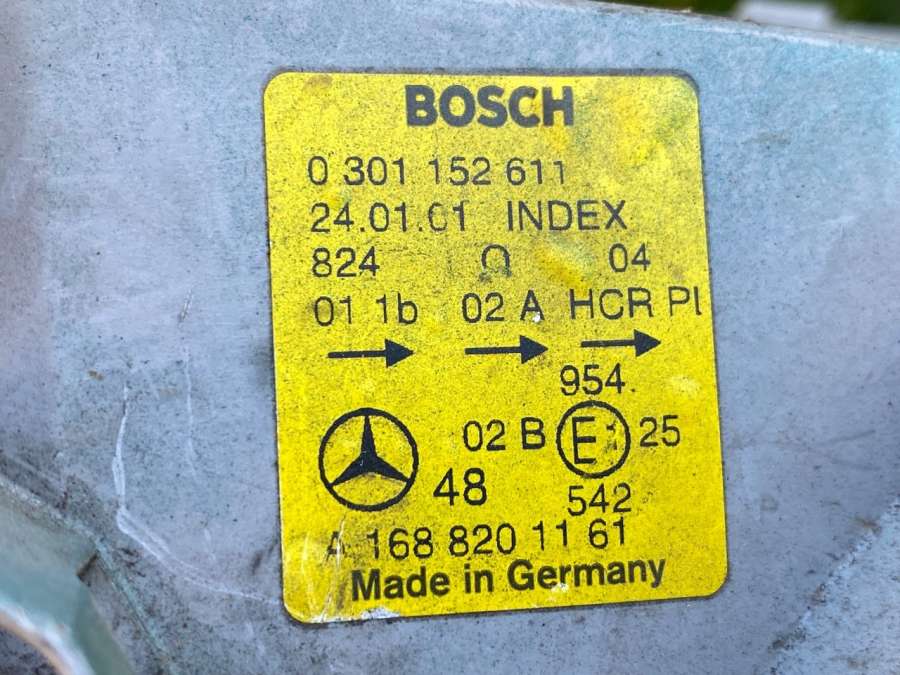 BOSCH
0 301 152 611
24.01.01 INDEX
824 04
01 1b 02 A HCR PL
954.
02 B E1 25
48
542
A 168 820 11 61
Made in Germany